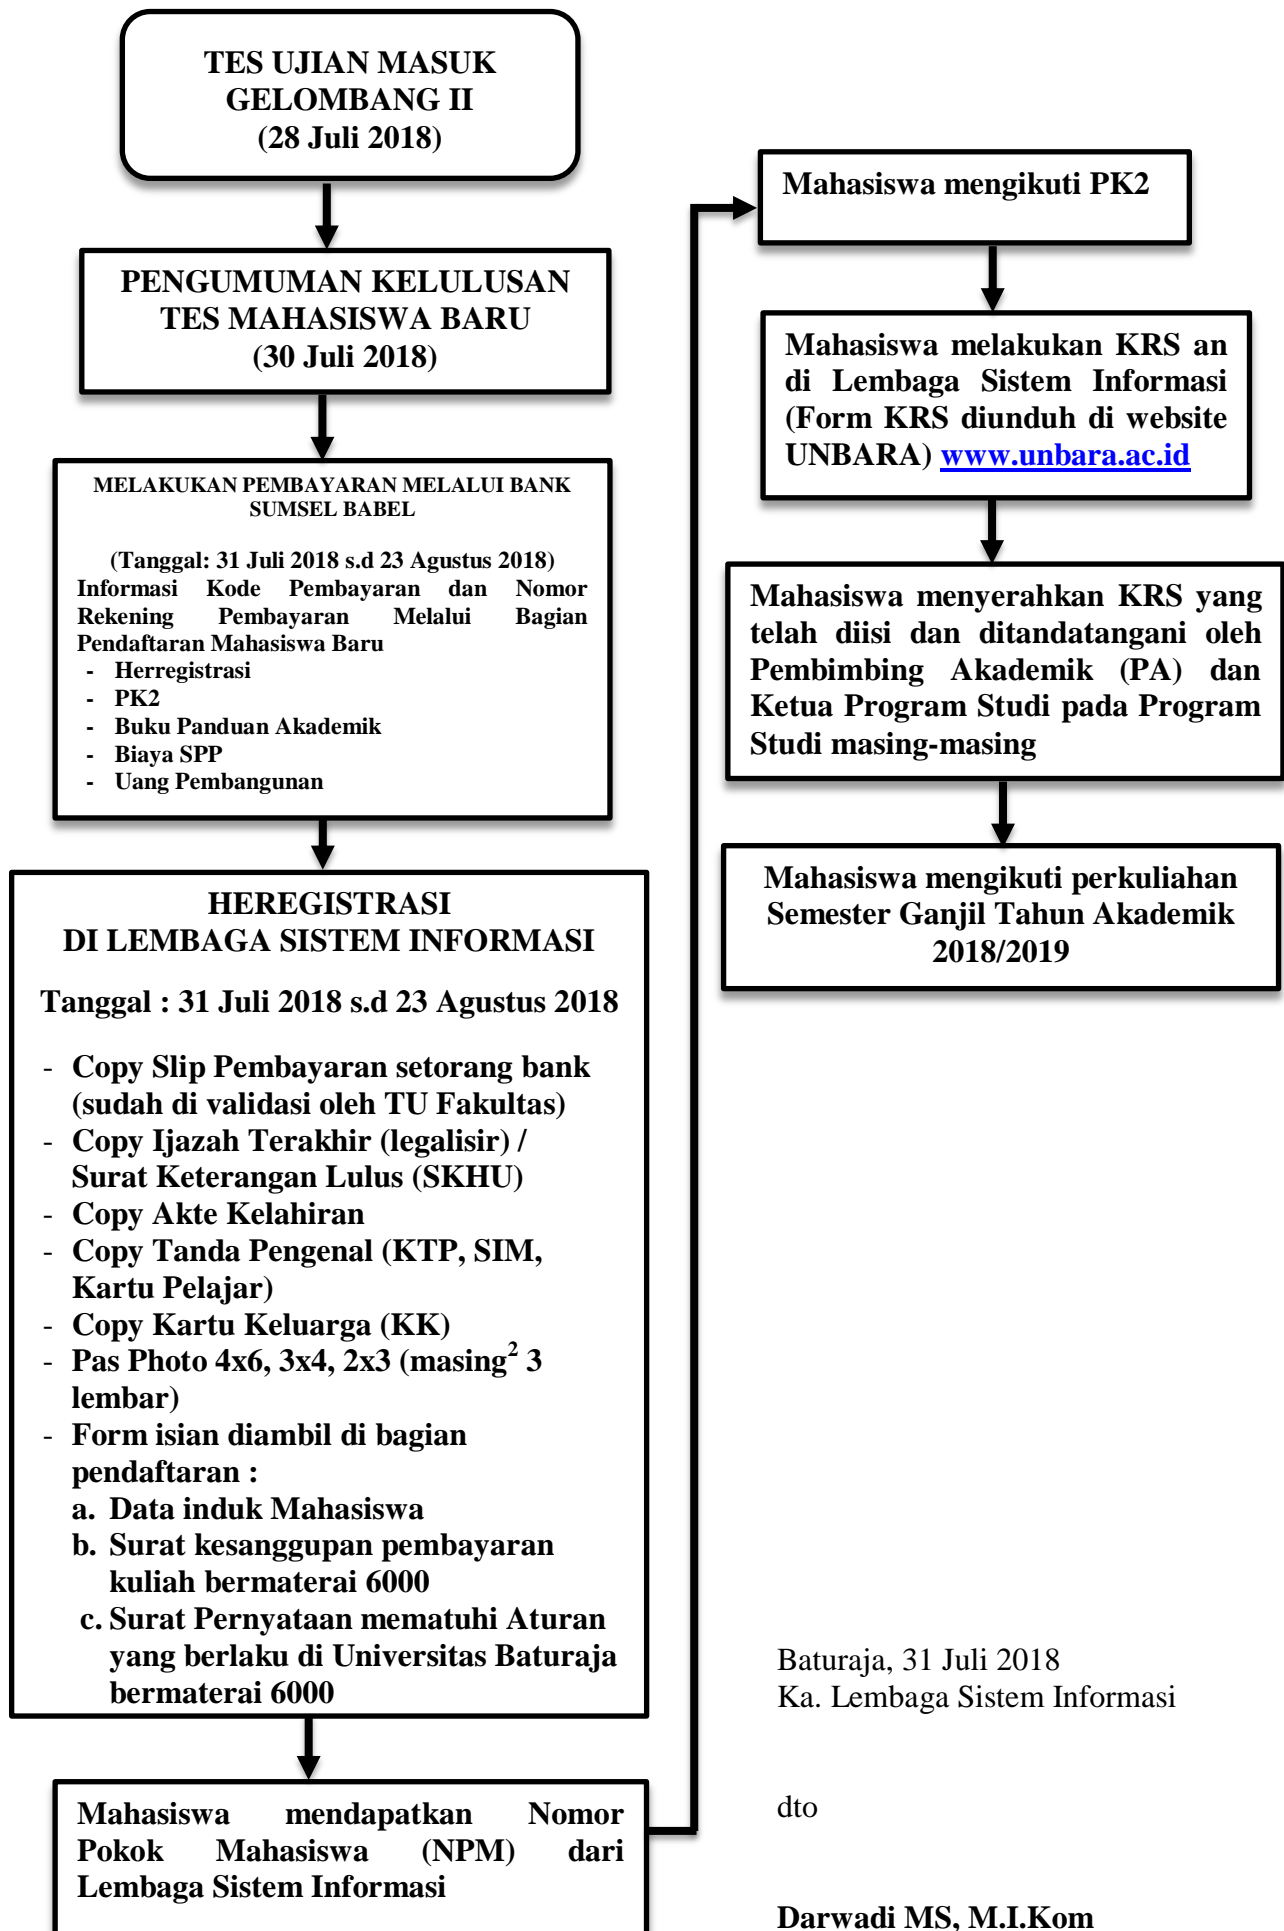 TES UJIAN MASUK
GELOMBANG II
(28 Juli 2018)
PENGUMUMAN KELULUSAN
TES MAHASISWA BARU
(30 Juli 2018)
MELAKUKAN PEMBAYARAN MELALUI BANK
SUMSEL BABEL
(Tanggal: 31 Juli 2018 s.d 23 Agustus 2018)
Informasi Kode Pembayaran dan Nomor
Rekening Pembayaran Melalui Bagian
Pendaftaran Mahasiswa Baru
- Herregistrasi
- PK2
- Buku Panduan Akademik
- Biaya SPP
- Uang Pembangunan
HEREGISTRASI
DI LEMBAGA SISTEM INFORMASI
Tanggal : 31 Juli 2018 s.d 23 Agustus 2018
- Copy Slip Pembayaran setorang bank
(sudah di validasi oleh TU Fakultas)
- Copy Ijazah Terakhir (legalisir) /
Surat Keterangan Lulus (SKHU)
- Copy Akte Kelahiran
- Copy Tanda Pengenal (KTP, SIM,
Kartu Pelajar)
- Copy Kartu Keluarga (KK)
- Pas Photo 4x6, 3x4, 2x3 (masing² 3
lembar)
- Form isian diambil di bagian
pendaftaran :
a. Data induk Mahasiswa
b. Surat kesanggupan pembayaran
kuliah bermaterai 6000
c. Surat Pernyataan mematuhi Aturan
yang berlaku di Universitas Baturaja
bermaterai 6000
Mahasiswa mendapatkan Nomor
Pokok Mahasiswa (NPM) dari
Lembaga Sistem Informasi
Mahasiswa mengikuti PK2
Mahasiswa melakukan KRS an
di Lembaga Sistem Informasi
(Form KRS diunduh di website
UNBARA) www.unbara.ac.id
Mahasiswa menyerahkan KRS yang
telah diisi dan ditandatangani oleh
Pembimbing Akademik (PA) dan
Ketua Program Studi pada Program
Studi masing-masing
Mahasiswa mengikuti perkuliahan
Semester Ganjil Tahun Akademik
2018/2019
Baturaja, 31 Juli 2018
Ka. Lembaga Sistem Informasi
dto
Darwadi MS, M.I.Kom